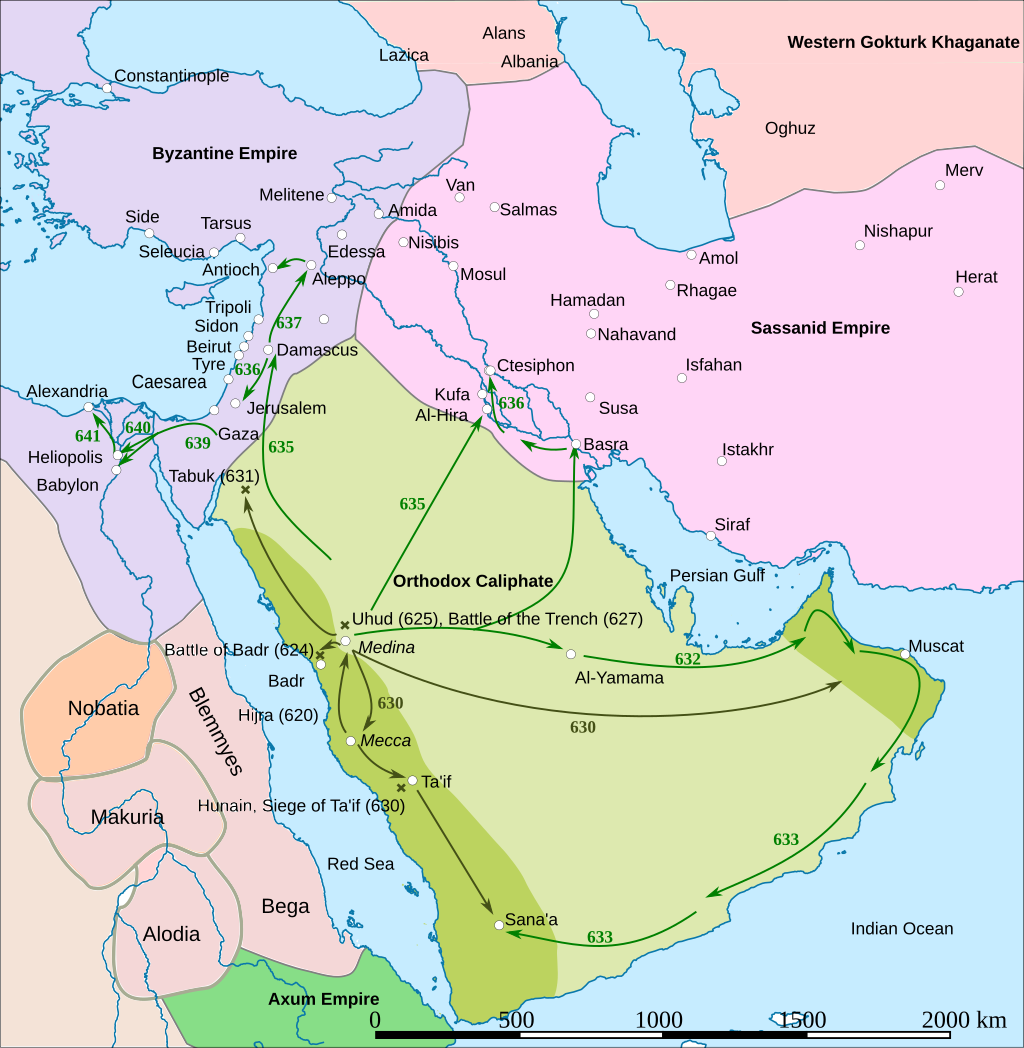 Alans
Western Gokturk Khaganate
Lazica
Albania
Constantinople
Oghuz
Byzantine Empire
Merv
Van
Melitene
Salmas
Amida
Side
Tarsus
Nishapur
Nisibis
Seleucia
Edessa
Amol
Antioch
Mosul
Aleppo
Herat
Rhagae
Hamadan
Tripoli
637
Sidon
Nahavand
Sassanid Empire
Beirut
Damascus
Tyre
636
Ctesiphon
Isfahan
Caesarea
Alexandria
Kufa
636
Jerusalem
Al-Hira
Susa
641
640
639
Gaza
635
Basra
Istakhr
Heliopolis
Tabuk (631)
Babylon
635
Siraf
Persian Gulf
Orthodox Caliphate
Uhud (625), Battle of the Trench (627)
Battle of Badr (624)
Medina
Muscat
632
Badr
Al-Yamama
Nobatia
Blemmyes
Hijra (620)
630
630
Mecca
Ta'if
Hunain, Siege of Ta'if (630)
Makuria
633
Red Sea
Bega
Sana'a
Alodia
633
Indian Ocean
Axum Empire
0 500 1000 1500 2000 km